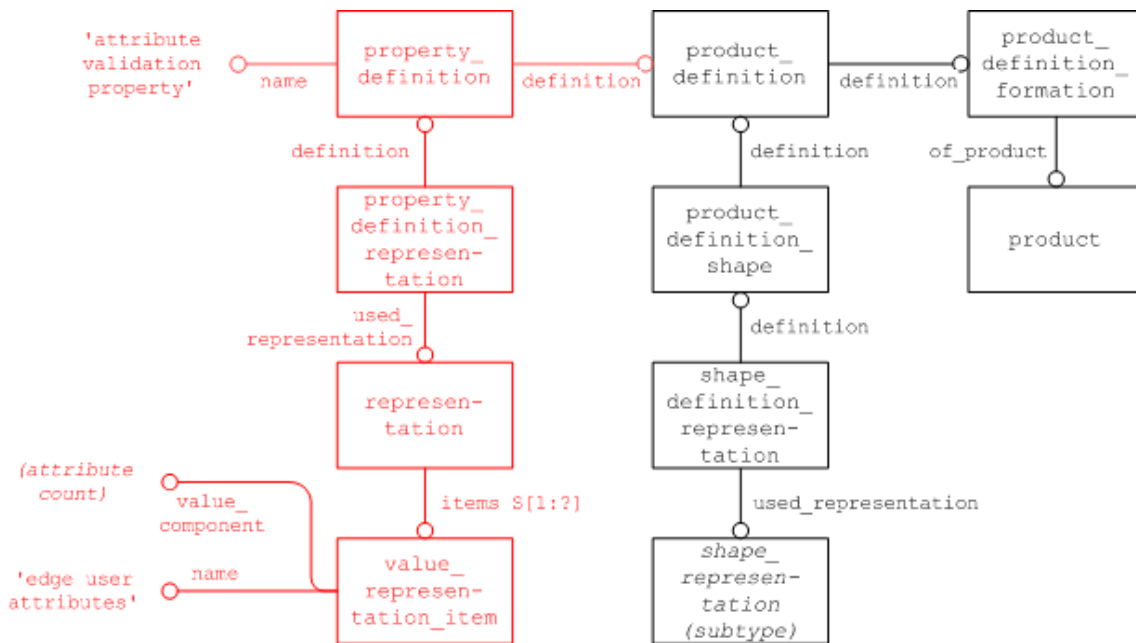 'attribute
validation
property'
name
property_
definition
definition
product_
definition
definition
product_
definition_
formation
definition
definition
of_product
property_
definition_
represen-
tation
product_
definition_
shape
product
used_
representation
definition
represen-
tation
shape_
definition_
represen-
tation
(attribute
count)
value_
component
items S[1:?]
used_representation
'edge user
attributes'
name
value_
represen-
tation_item
shape_
represen-
tation
(subtype)